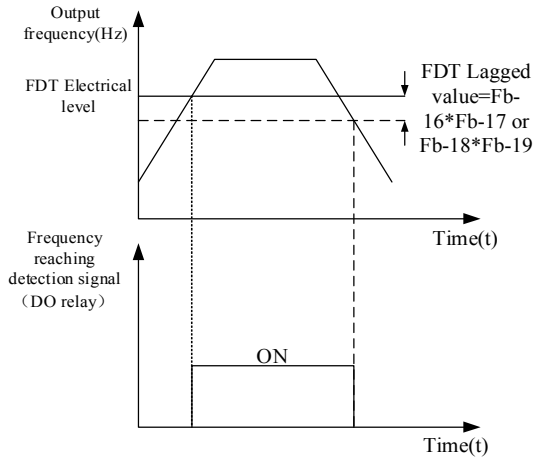 Output
frequency(Hz)
FDT Electrical
level
FDT Lagged
value=Fb-
16*Fb-17 or
Fb-18*Fb-19
Time(t)
Frequency
reaching
detection signal
（DO relay）
ON
Time(t)